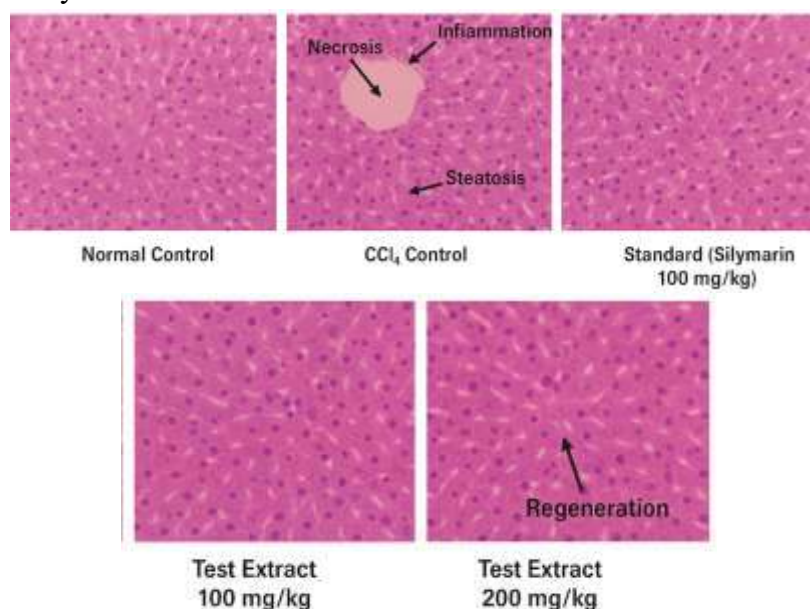 Necrosis
Infiammation
Steatosis
Normal Control
CCl₄ Control
Standard (Silymarin
100 mg/kg)
Regeneration
Test Extract
100 mg/kg
Test Extract
200 mg/kg